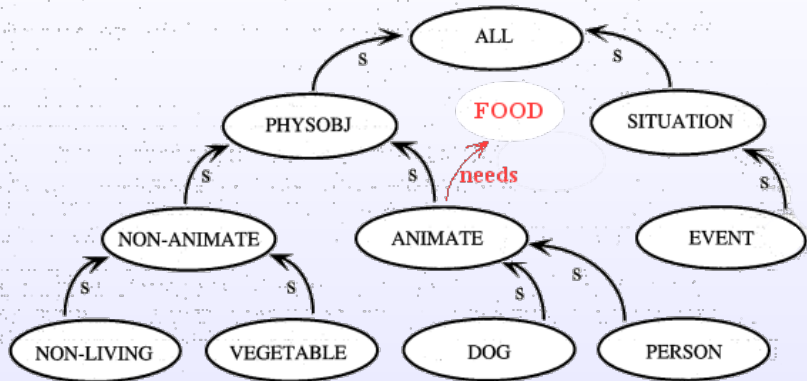 ALL
s
s
FOOD
PHYSOBJ
SITUATION
s
s
needs
s
NON-ANIMATE
ANIMATE
EVENT
s
s
s
s
NON-LIVING
VEGETABLE
DOG
PERSON